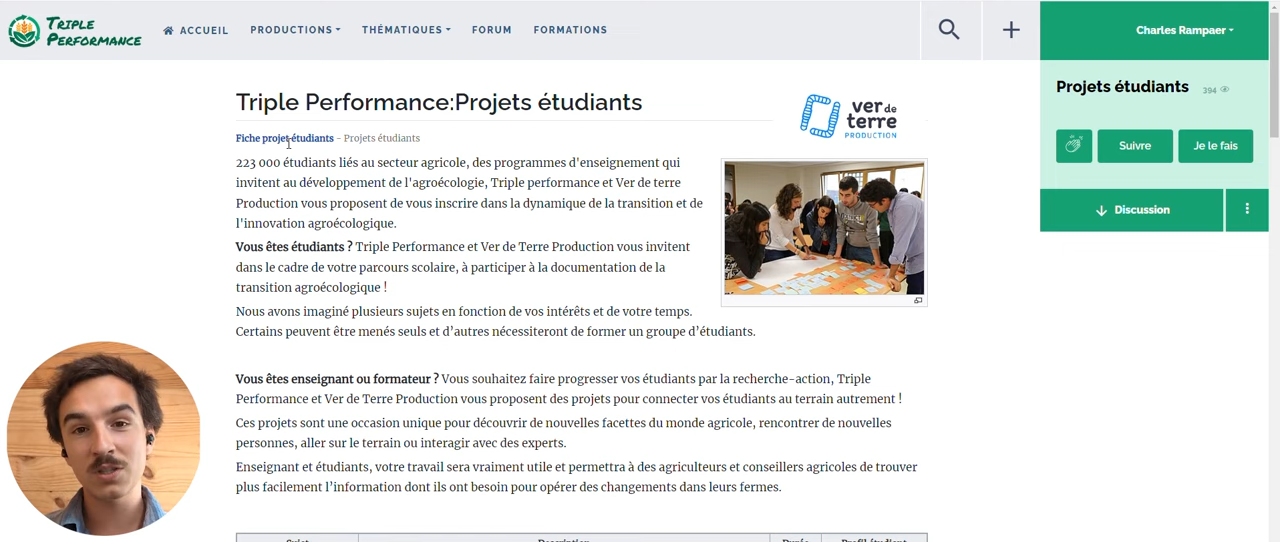 TRIPLE PERFORMANCE
ACCUEIL
PRODUCTIONS
THÉMATIQUES
FORUM
FORMATIONS
Charles Rampaer
Triple Performance:Projets étudiants
ver de terre PRODUCTION
Projets étudiants 394
Fiche projet étudiants - Projets étudiants
Suivre
Je le fais
Discussion
223 000 étudiants liés au secteur agricole, des programmes d'enseignement qui
invitent au développement de l'agroécologie, Triple performance et Ver de terre
Production vous proposent de vous inscrire dans la dynamique de la transition et de
l'innovation agroécologique.
Vous êtes étudiants ? Triple Performance et Ver de Terre Production vous invitent
dans le cadre de votre parcours scolaire, à participer à la documentation de la
transition agroécologique !
Nous avons imaginé plusieurs sujets en fonction de vos intérêts et de votre temps.
Certains peuvent être menés seuls et d’autres nécessiteront de former un groupe d’étudiants.
Vous êtes enseignant ou formateur ? Vous souhaitez faire progresser vos étudiants par la recherche-action, Triple
Performance et Ver de Terre Production vous proposent des projets pour connecter vos étudiants au terrain autrement !
Ces projets sont une occasion unique pour découvrir de nouvelles facettes du monde agricole, rencontrer de nouvelles
personnes, aller sur le terrain ou interagir avec des experts.
Enseignant et étudiants, votre travail sera vraiment utile et permettra à des agriculteurs et conseillers agricoles de trouver
plus facilement l’information dont ils ont besoin pour opérer des changements dans leurs fermes.
Sujet Description Durée Profil étudiant